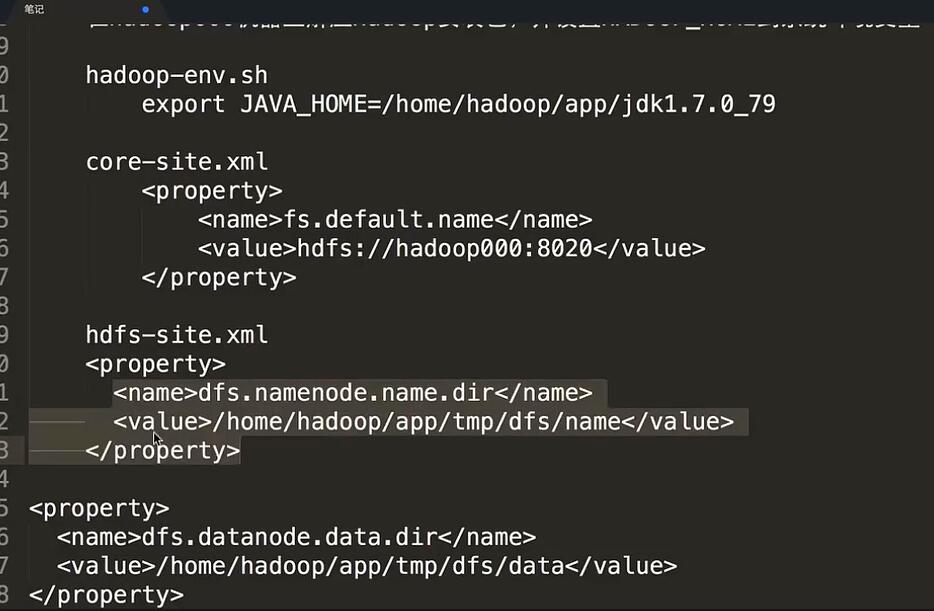 笔记
9
0 hadoop-env.sh
1 export JAVA_HOME=/home/hadoop/app/jdk1.7.0_79
2
3 core-site.xml
4 <property>
5 <name>fs.default.name</name>
6 <value>hdfs://hadoop000:8020</value>
7 </property>
8
9 hdfs-site.xml
0 <property>
1 <name>dfs.namenode.name.dir</name>
2 <value>/home/hadoop/app/tmp/dfs/name</value>
3 </property>
4
5 <property>
6 <name>dfs.datanode.data.dir</name>
7 <value>/home/hadoop/app/tmp/dfs/data</value>
8 </property>